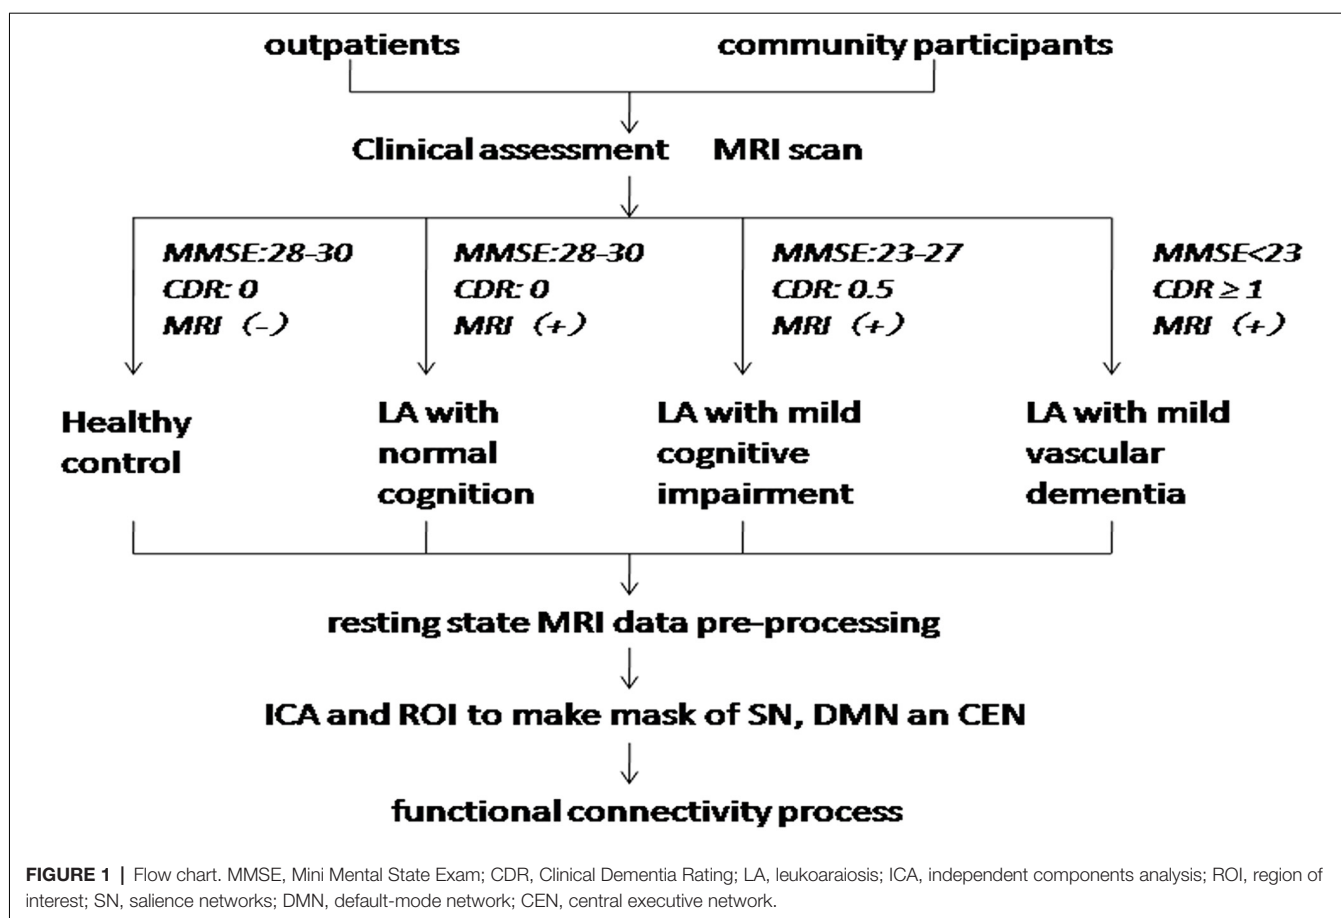 outpatients community participants
Clinical assessment MRI scan
MMSE:28-30 MMSE:28-30 MMSE:23-27 MMSE<23
CDR: 0 CDR: 0 CDR: 0.5 CDR ≥ 1
MRI (-) MRI (+) MRI (+) MRI (+)
Healthy
control
LA with
normal
cognition
LA with mild
cognitive
impairment
LA with mild
vascular
dementia
resting state MRI data pre-processing
ICA and ROI to make mask of SN, DMN an CEN
functional connectivity process
FIGURE 1 | Flow chart. MMSE, Mini Mental State Exam; CDR, Clinical Dementia Rating; LA, leukoaraiosis; ICA, independent components analysis; ROI, region of
interest; SN, salience networks; DMN, default-mode network; CEN, central executive network.